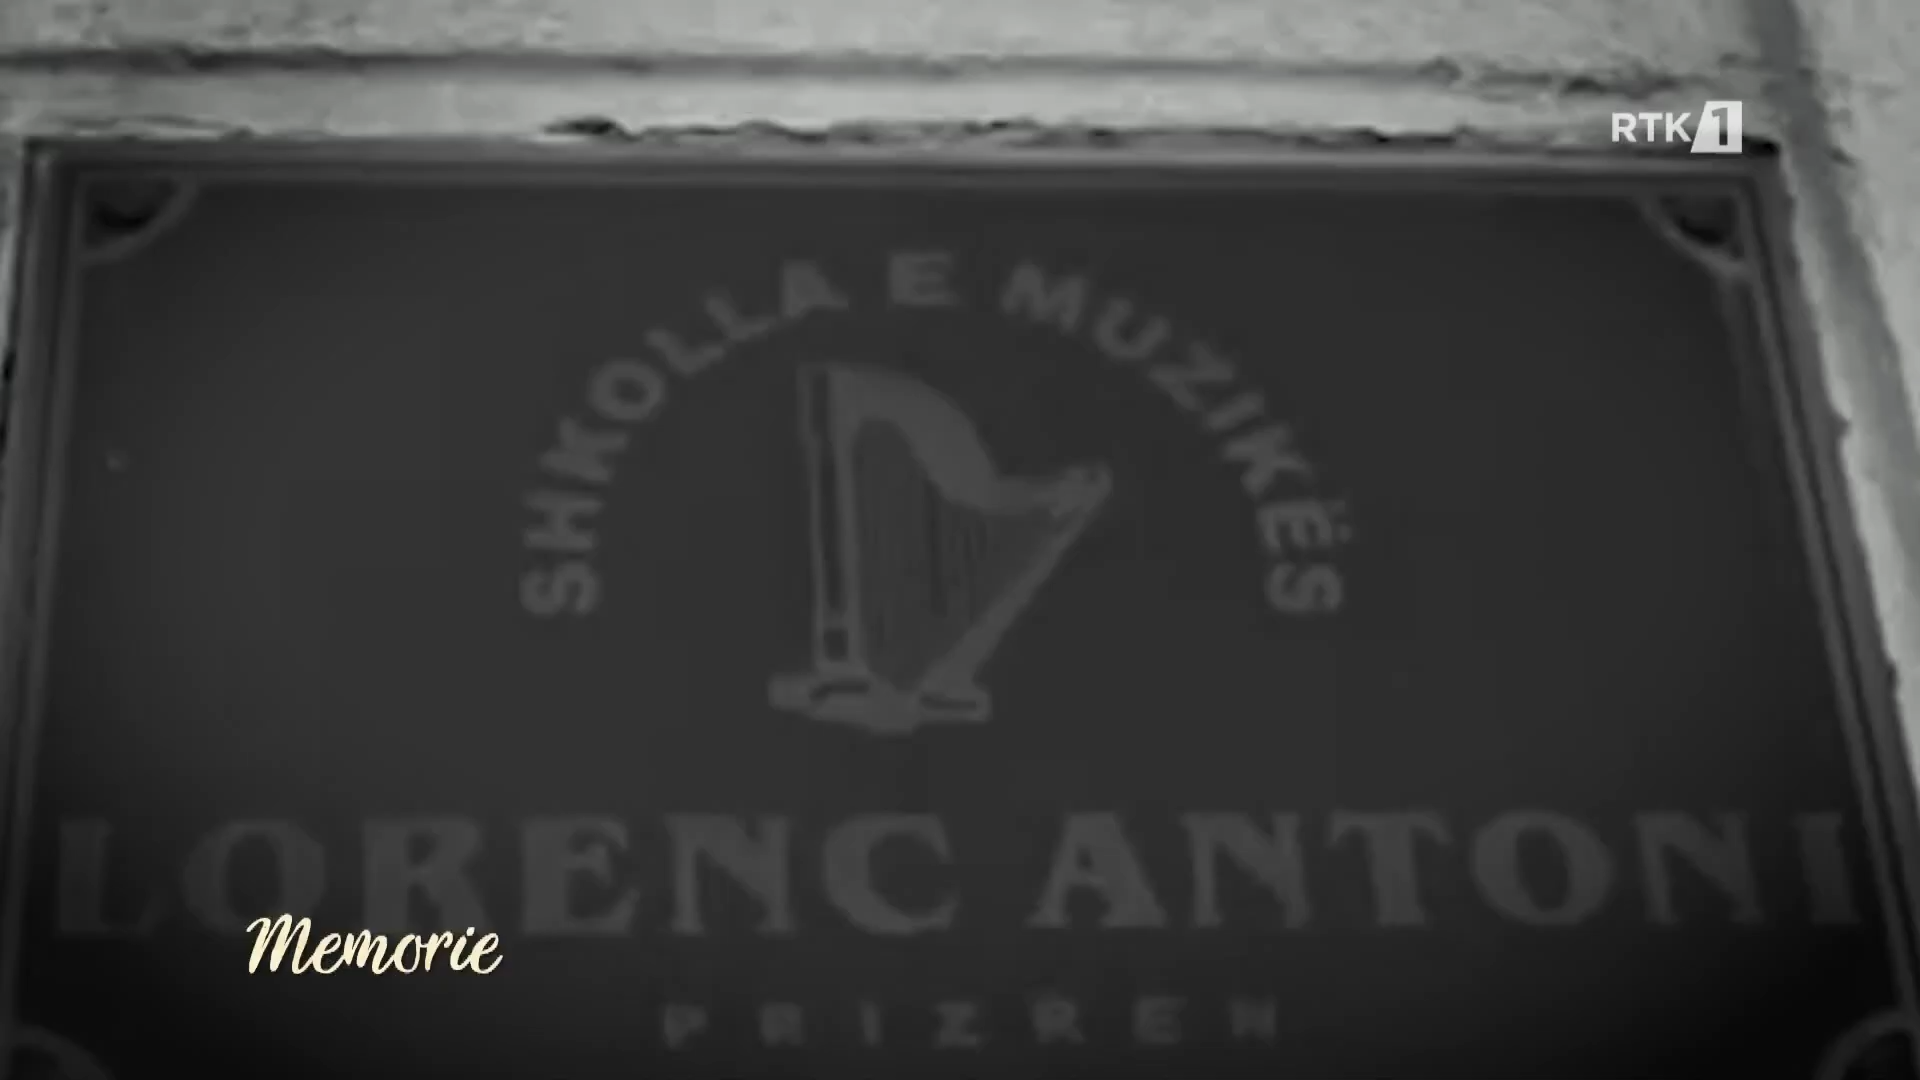 RTK 1
SHKOLLA E MUZIKËS
LORENC ANTONI
Memorie
PRIZREN